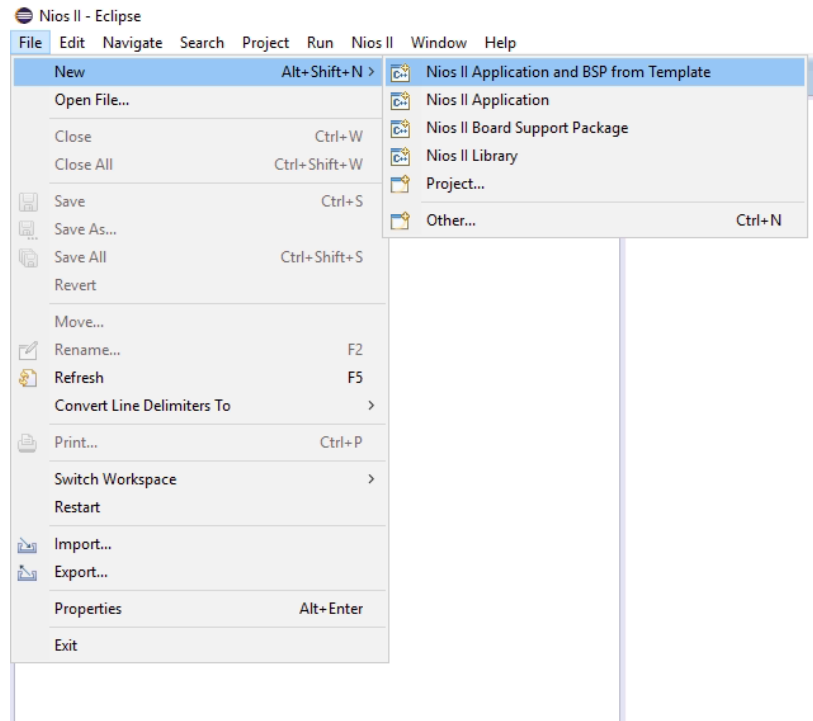 Nios II - Eclipse
File Edit Navigate Search Project Run Nios II Window Help
New Alt+Shift+N >
Open File...
Close Ctrl+W
Close All Ctrl+Shift+W
Save Ctrl+S
Save As...
Save All Ctrl+Shift+S
Revert
Move...
Rename... F2
Refresh F5
Convert Line Delimiters To >
Print... Ctrl+P
Switch Workspace >
Restart
Import...
Export...
Properties Alt+Enter
Exit
Nios II Application and BSP from Template
Nios II Application
Nios II Board Support Package
Nios II Library
Project...
Other... Ctrl+N